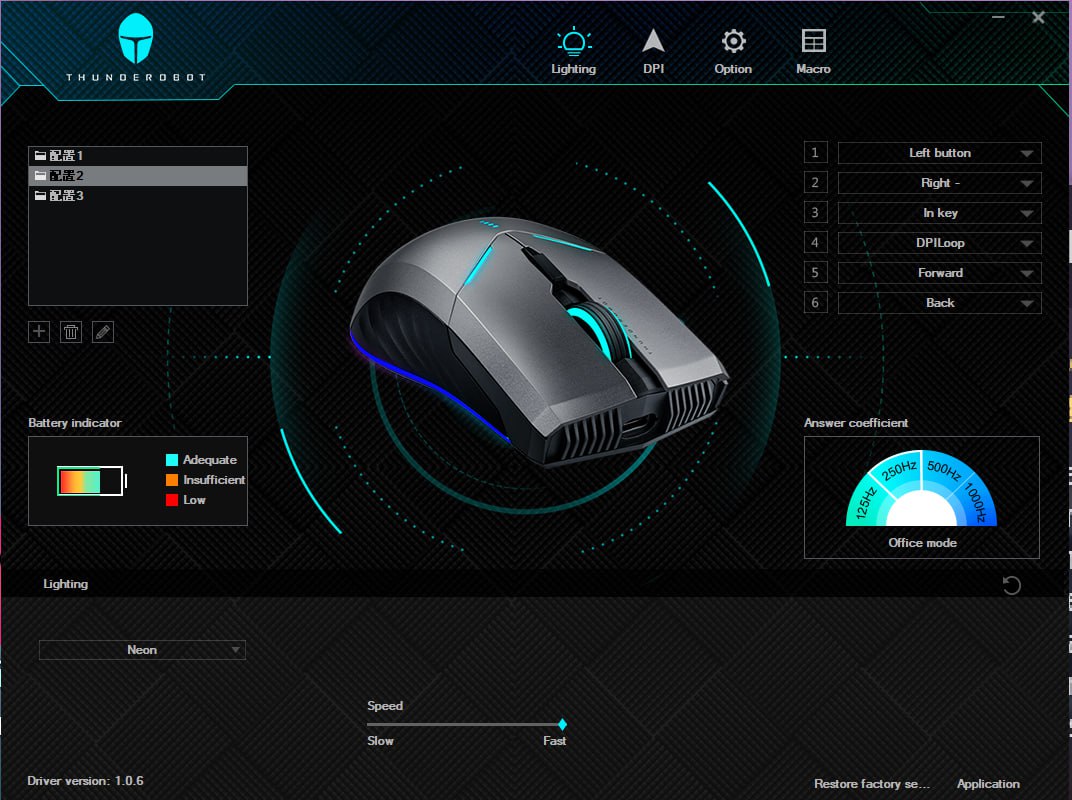 THUNDEROBOT
Lighting
DPI
Option
Macro
配置1
配置2
配置3
1
Left button
2
Right -
3
In key
4
DPILoop
5
Forward
6
Back
THUNDEROBOT
Battery indicator
Adequate
Insufficient
Low
Answer coefficient
125Hz
250Hz
500Hz
1000Hz
Office mode
Lighting
Neon
Speed
Slow
Fast
Driver version: 1.0.6
Restore factory se...
Application